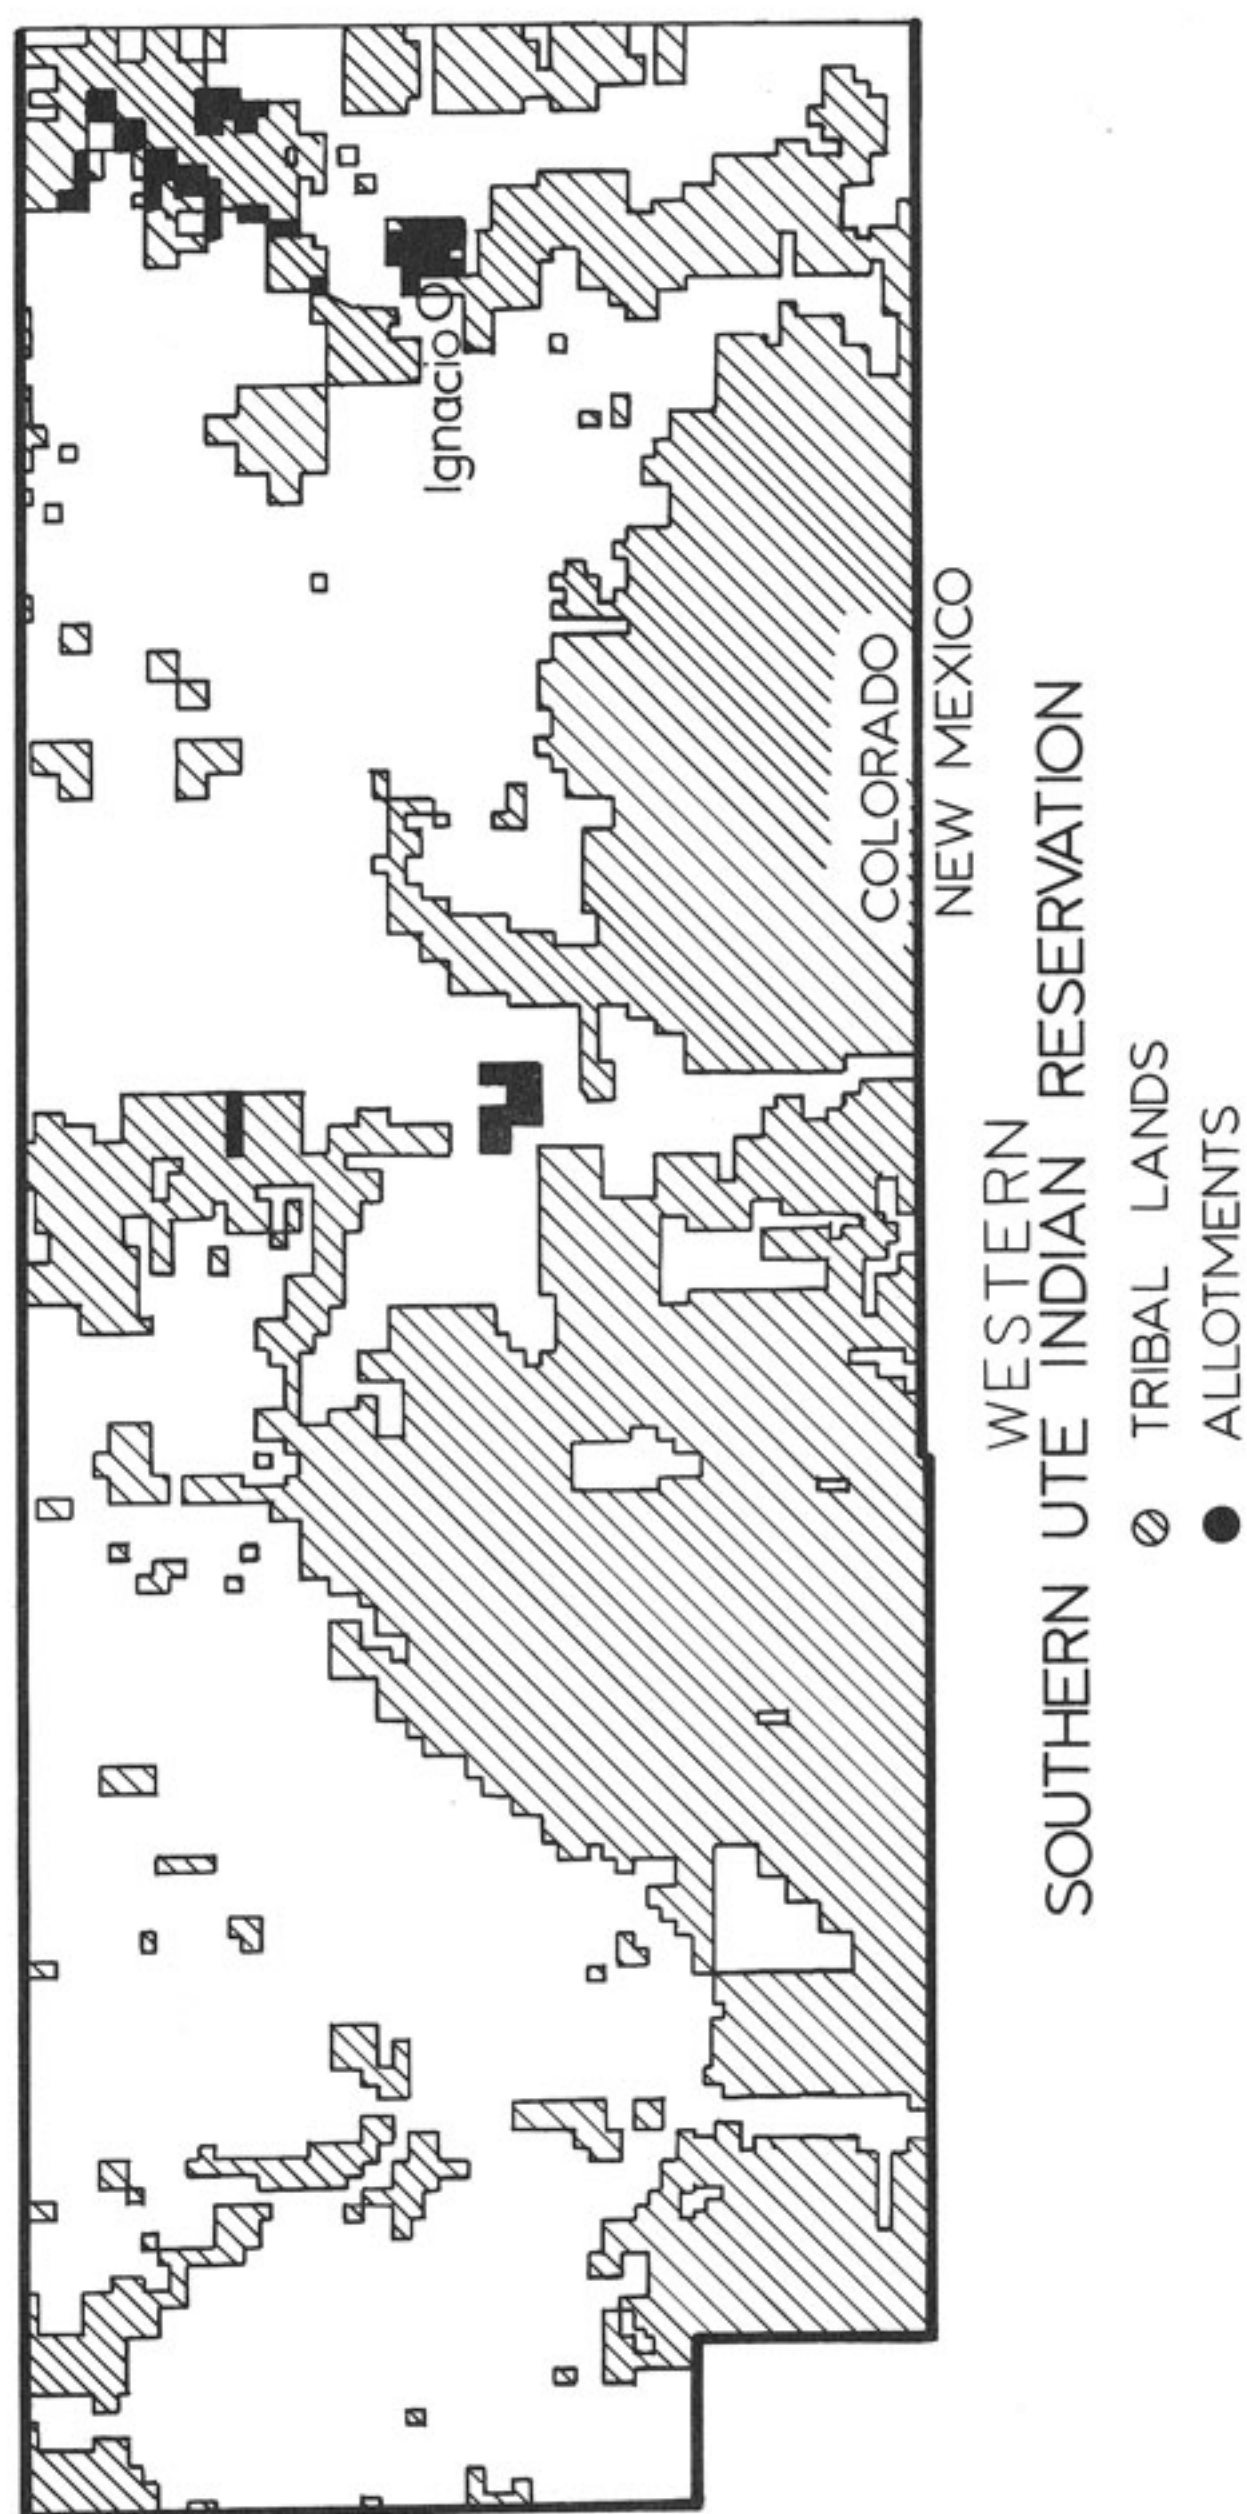 Ignacio
COLORADO
NEW MEXICO
WESTERN
SOUTHERN UTE INDIAN RESERVATION
TRIBAL LANDS
ALLOTMENTS